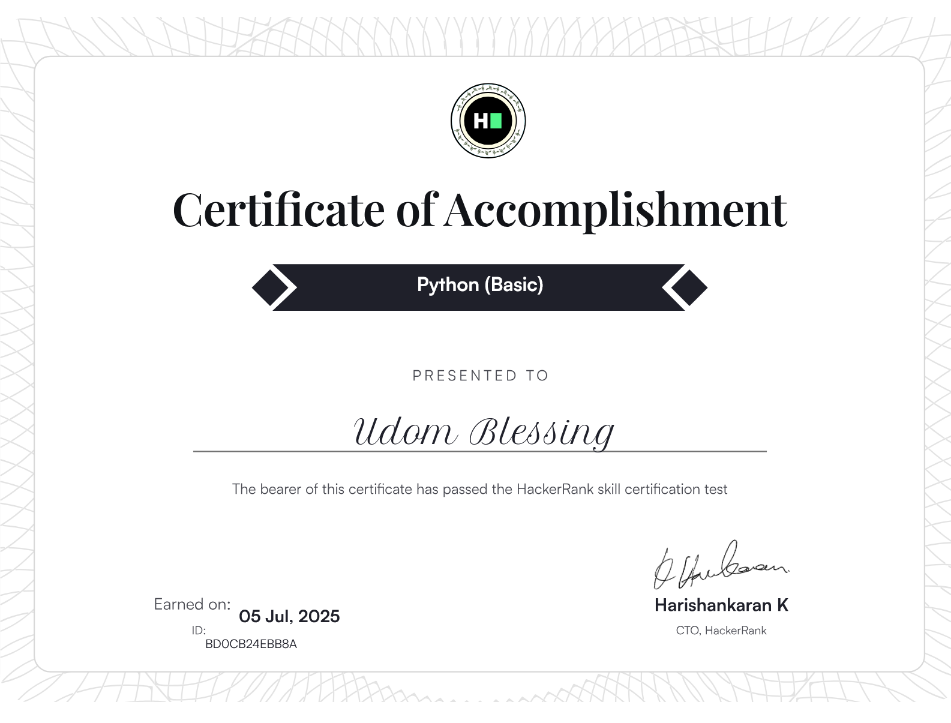 H
Certificate of Accomplishment
Python (Basic)
PRESENTED TO
Udom Blessing
The bearer of this certificate has passed the HackerRank skill certification test
Earned on: 05 Jul, 2025
ID:
BD0CB24EBB8A
Harishankaran K
CTO, HackerRank